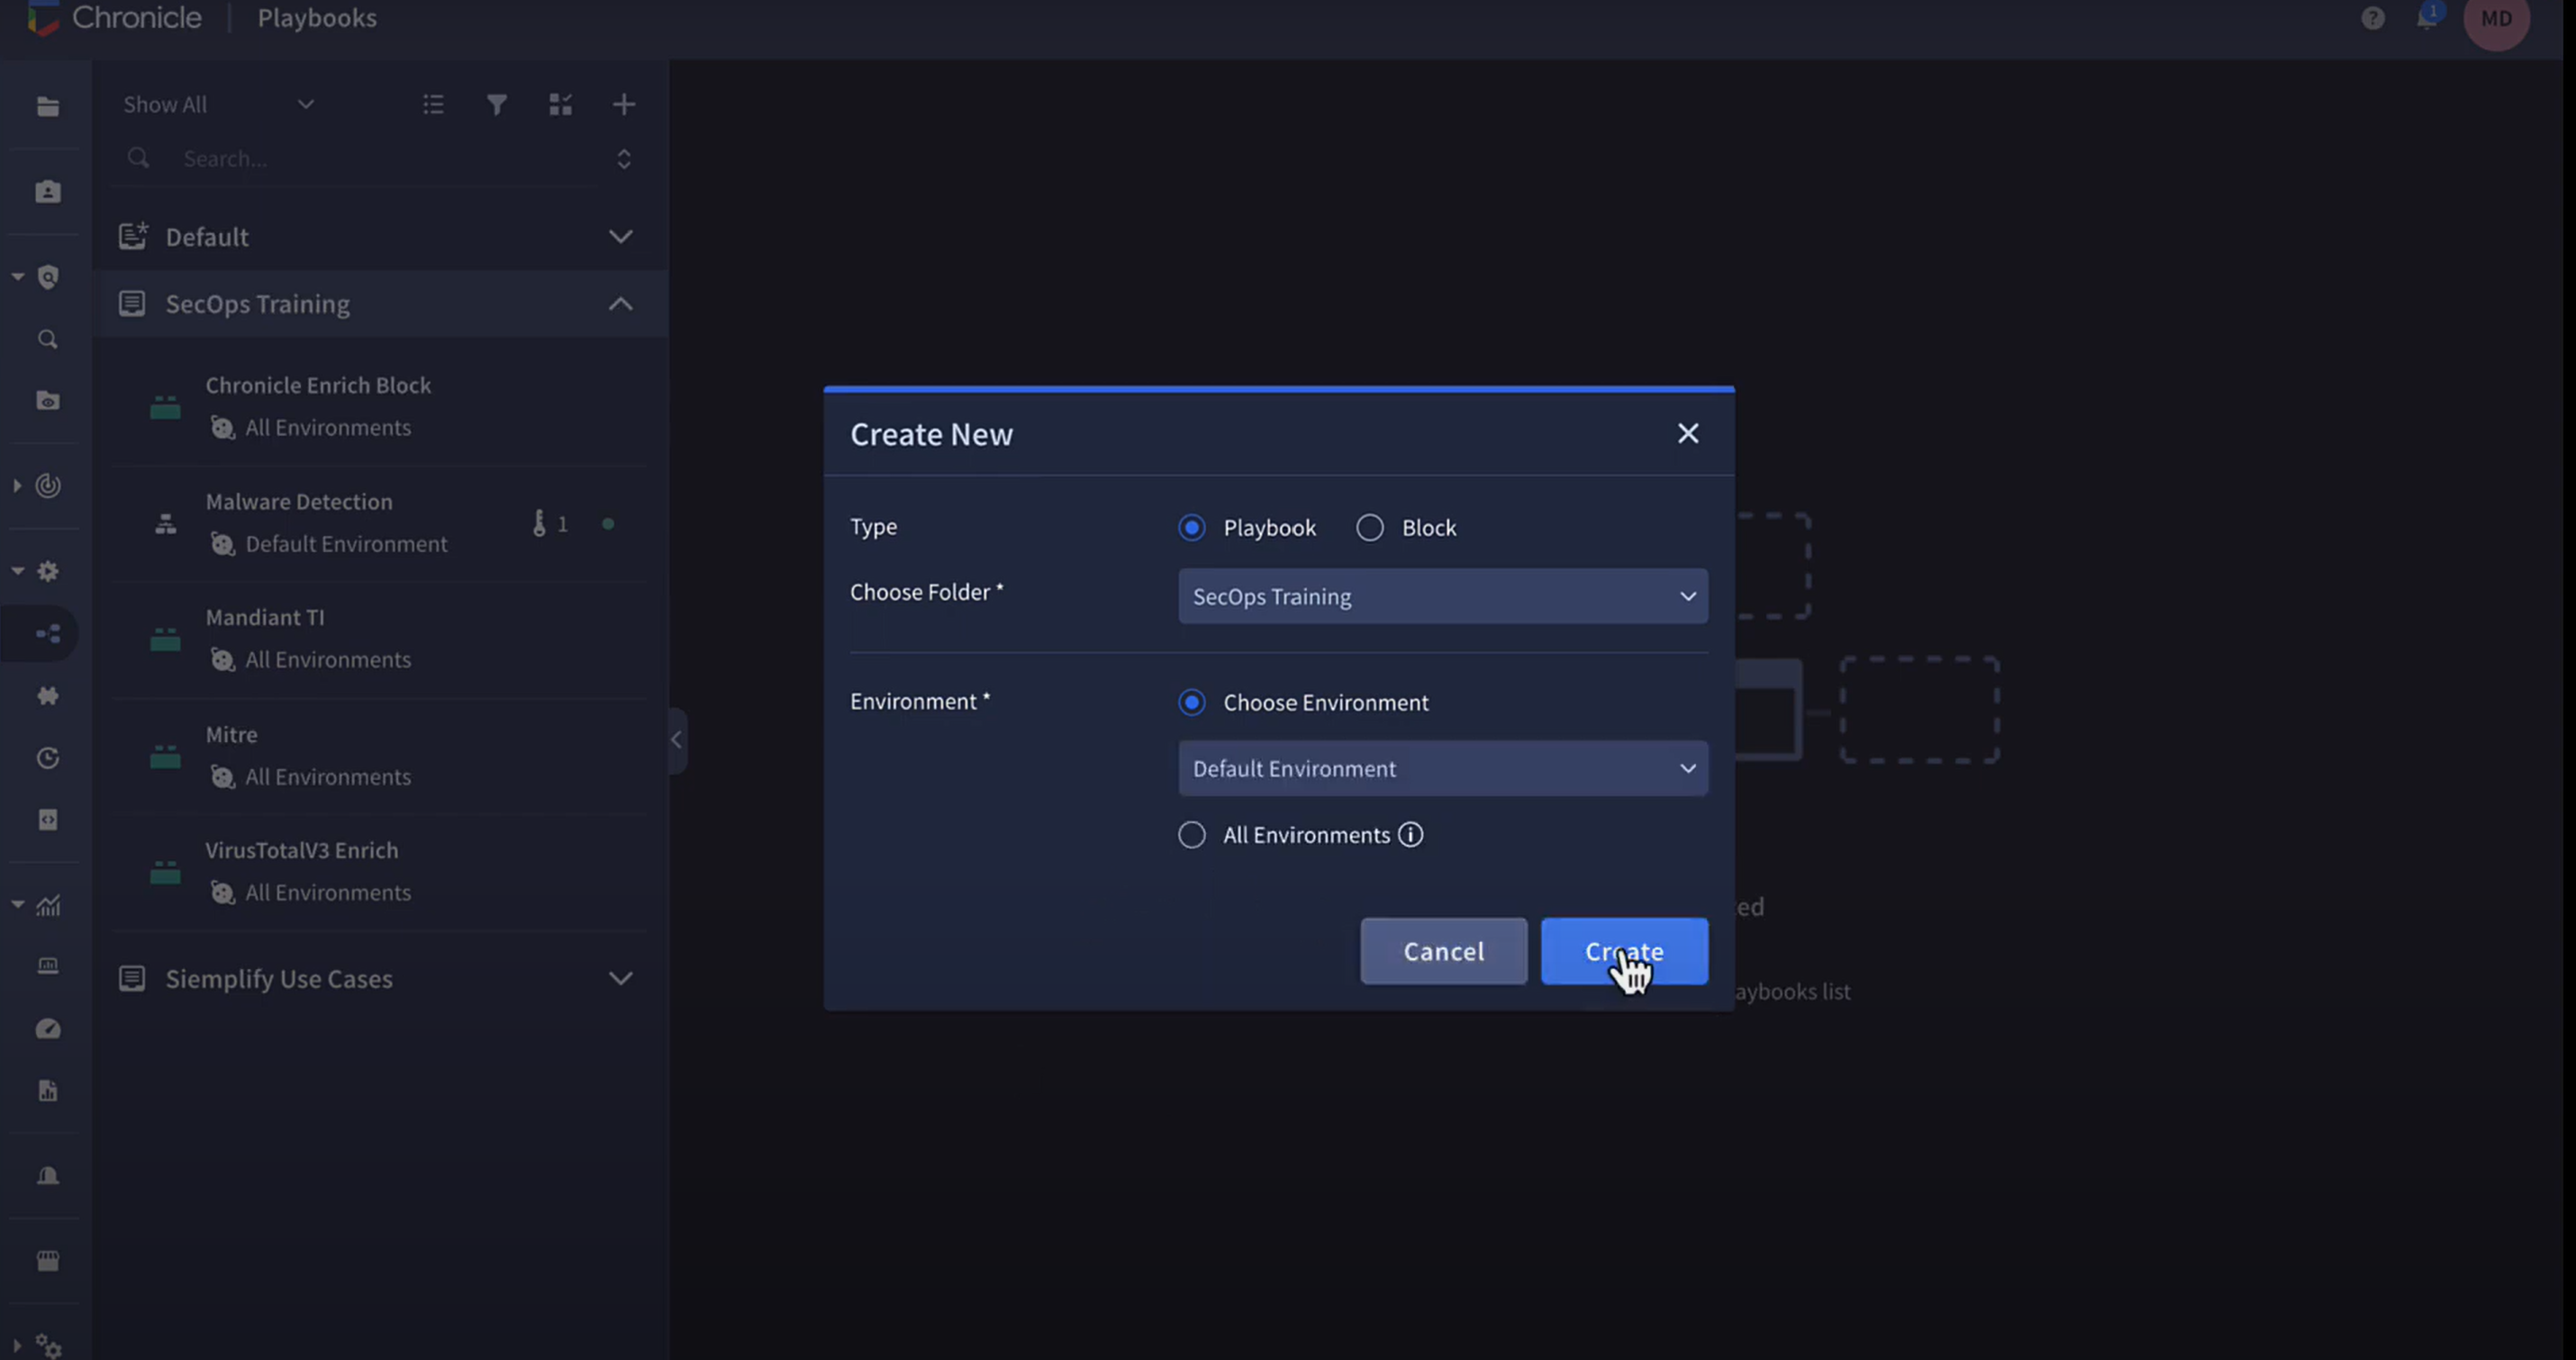 Chronicle | Playbooks
1
MD
Show All
Search...
Default
SecOps Training
Chronicle Enrich Block
All Environments
Malware Detection
1
Default Environment
Mandiant TI
All Environments
Mitre
All Environments
VirusTotalV3 Enrich
All Environments
Siemplify Use Cases
Create New
Type
Playbook
Block
Choose Folder *
SecOps Training
Environment *
Choose Environment
Default Environment
All Environments
Cancel
Create
ed
aybooks list